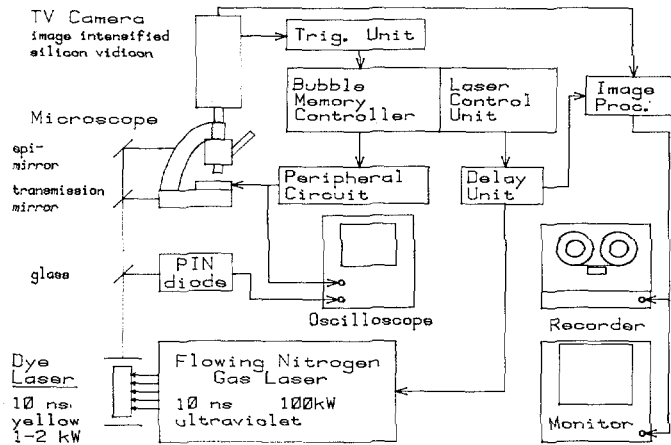 TV Camera
image intensified
silicon vidicon
Trig. Unit
Bubble
Memory
Controller
Laser
Control
Unit
Image
Proc.
Microscope
epi-
mirror
transmission
mirror
Peripheral
Circuit
Delay
Unit
glass
PIN
diode
Oscilloscope
Recorder
Dye
Laser
10 ns
yellow
1-2 kW
Flowing Nitrogen
Gas Laser
10 ns 100kW
ultraviolet
Monitor